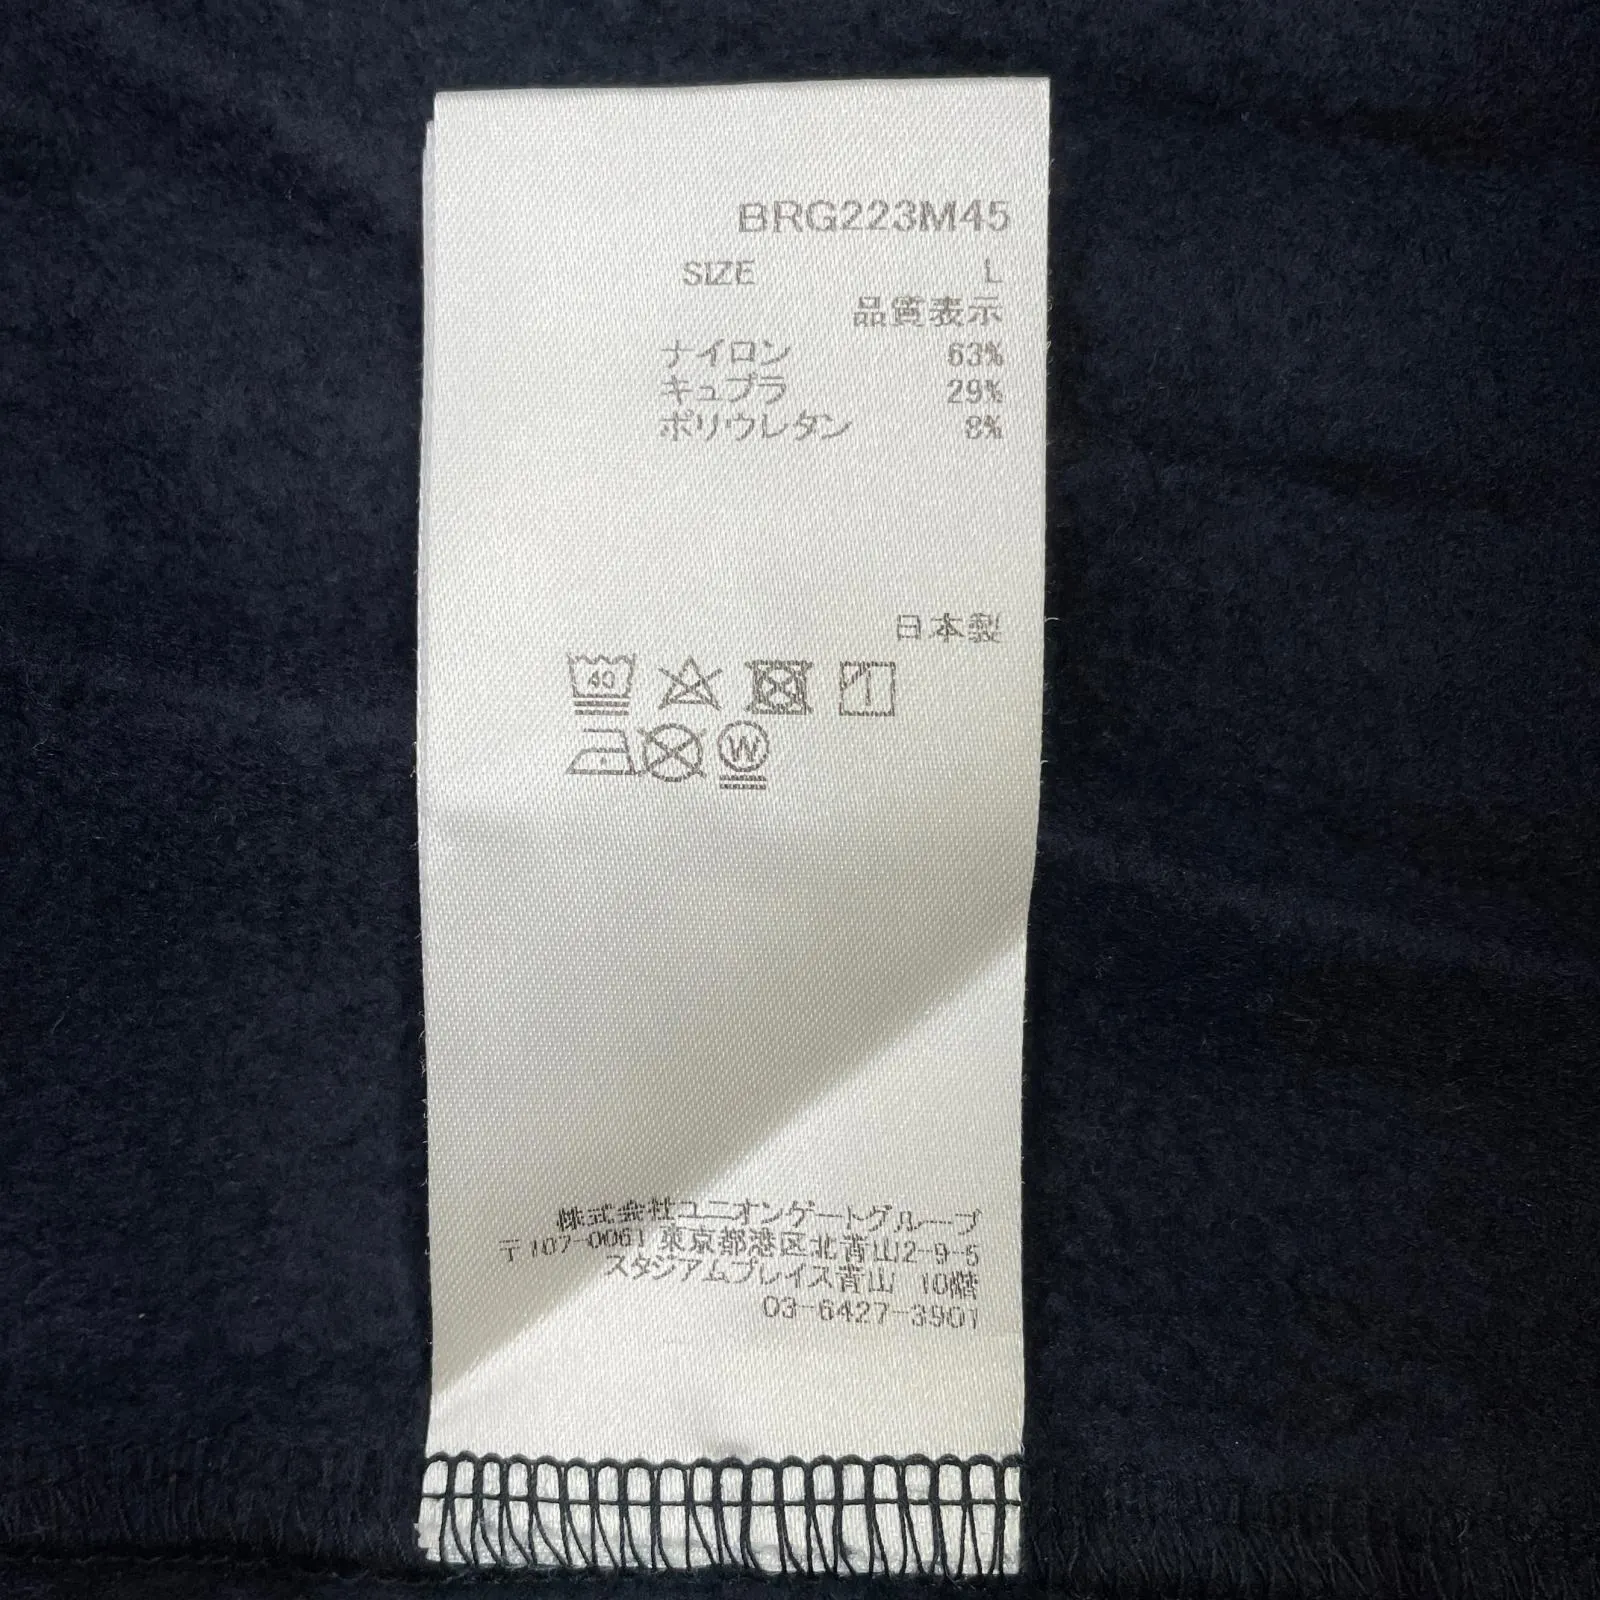 BRG223M45
SIZE L
品質表示
ナイロン 63%
キュプラ 29%
ポリウレタン 8%
日本製
40
W
株式会社ユニオンゲートグループ
〒107-0061 東京都港区北青山2-9-5
スタジアムプレイス青山 10階
03-6427-3901